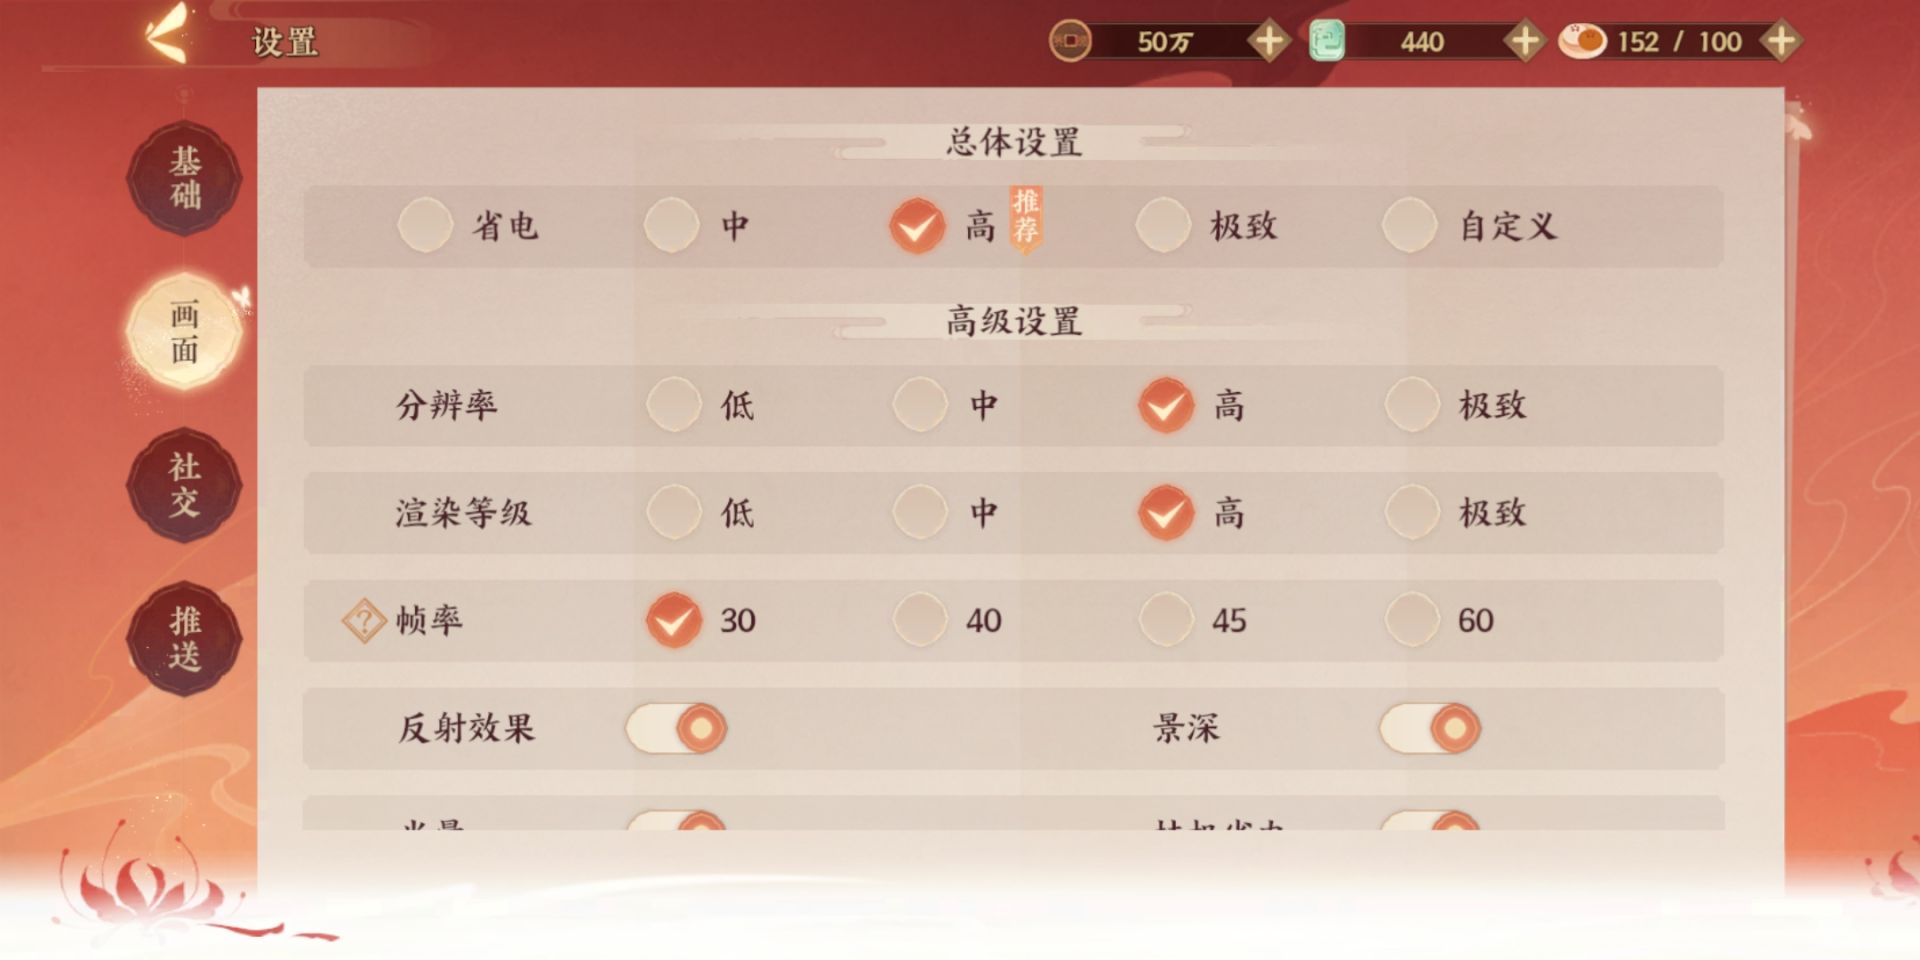 设置
50万
440
152 / 100
基础
画面
社交
推送
总体设置
省电 中 高 推荐 极致 自定义
高级设置
分辨率 低 中 高 极致
渲染等级 低 中 高 极致
? 帧率 30 40 45 60
反射效果 景深